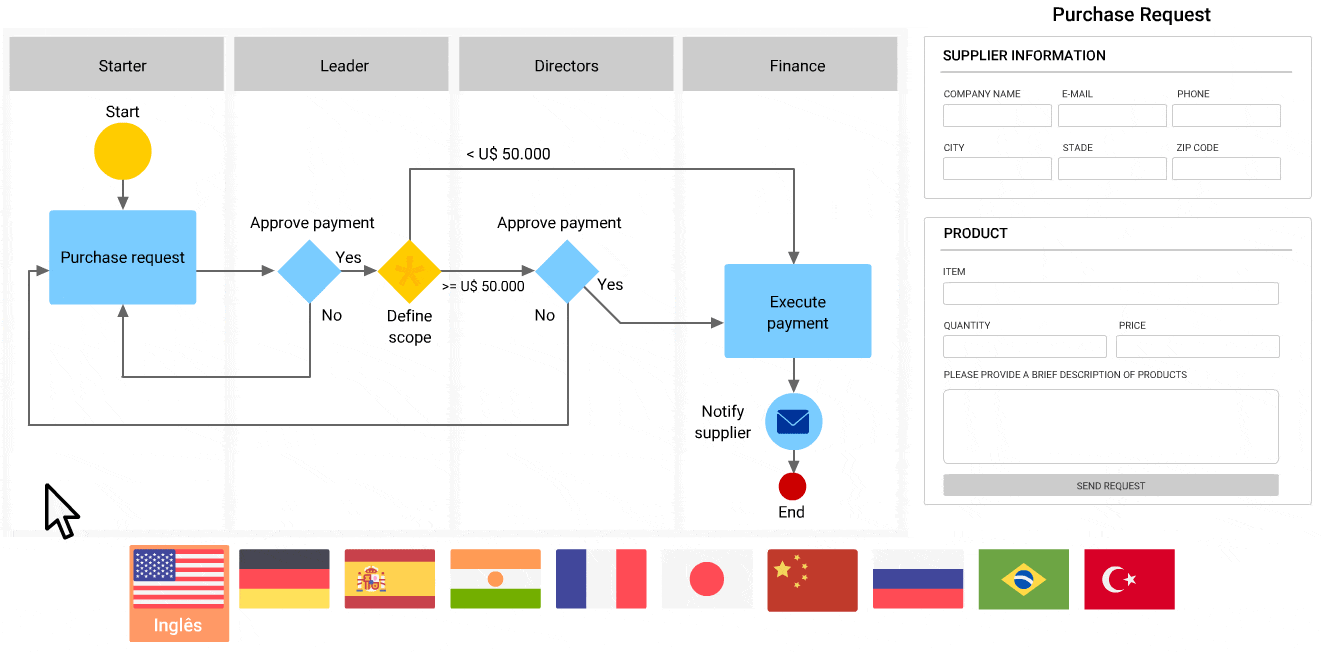 Purchase Request
Starter
Leader
Directors
Finance
Start
< U$ 50.000
Approve payment
Approve payment
Purchase request
Yes
>= U$ 50.000
Yes
No
Define
scope
No
Execute
payment
Notify
supplier
End
SUPPLIER INFORMATION
COMPANY NAME
E-MAIL
PHONE
CITY
STADE
ZIP CODE
PRODUCT
ITEM
QUANTITY
PRICE
PLEASE PROVIDE A BRIEF DESCRIPTION OF PRODUCTS
SEND REQUEST
Inglês